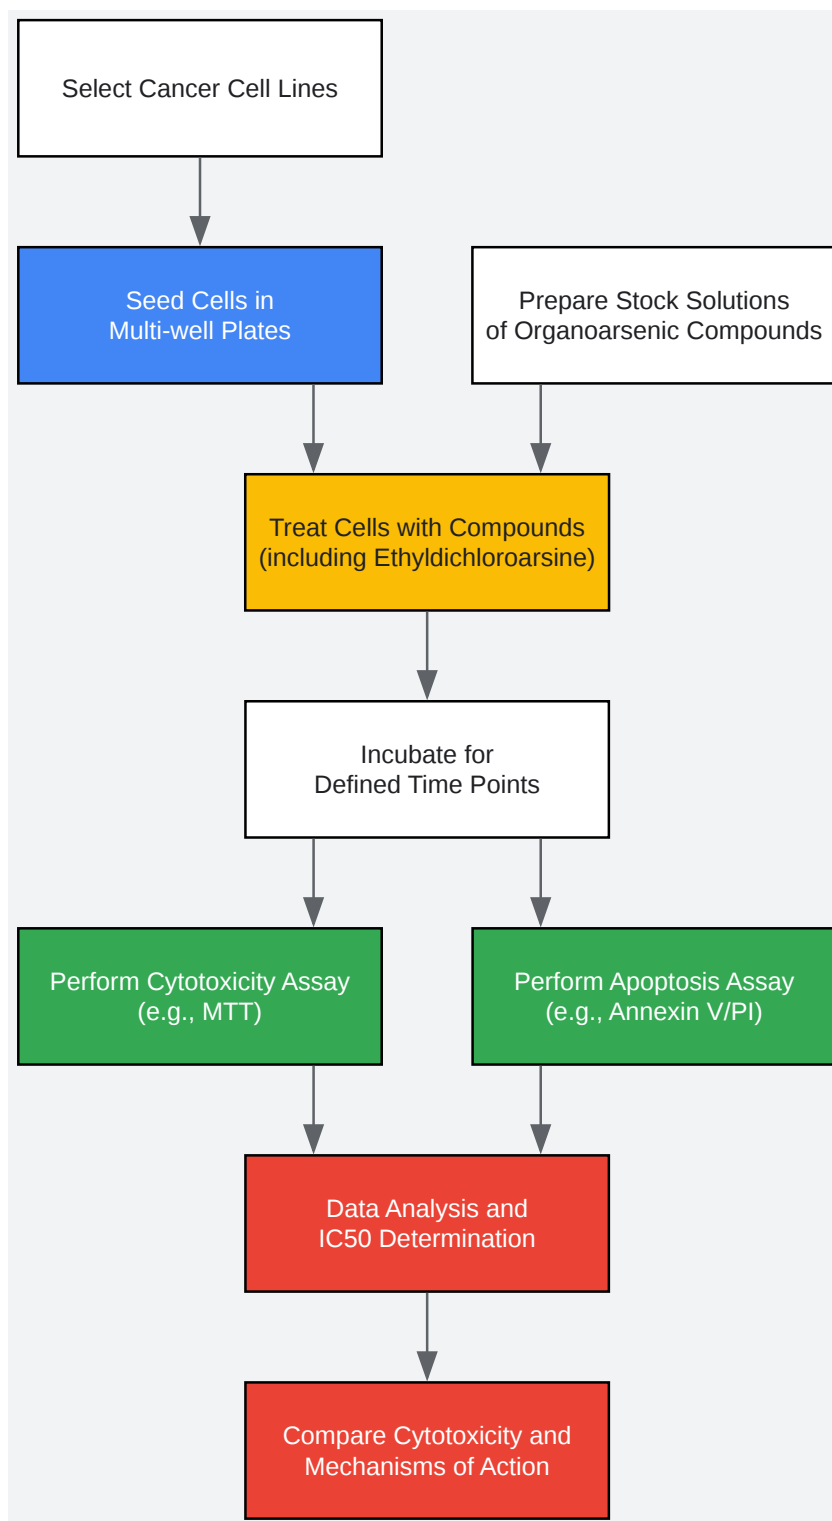 Select Cancer Cell Lines
Seed Cells in
Multi-well Plates
Prepare Stock Solutions
of Organoarsenic Compounds
Treat Cells with Compounds
(including Ethyldichloroarsine)
Incubate for
Defined Time Points
Perform Cytotoxicity Assay
(e.g., MTT)
Perform Apoptosis Assay
(e.g., Annexin V/PI)
Data Analysis and
IC50 Determination
Compare Cytotoxicity and
Mechanisms of Action